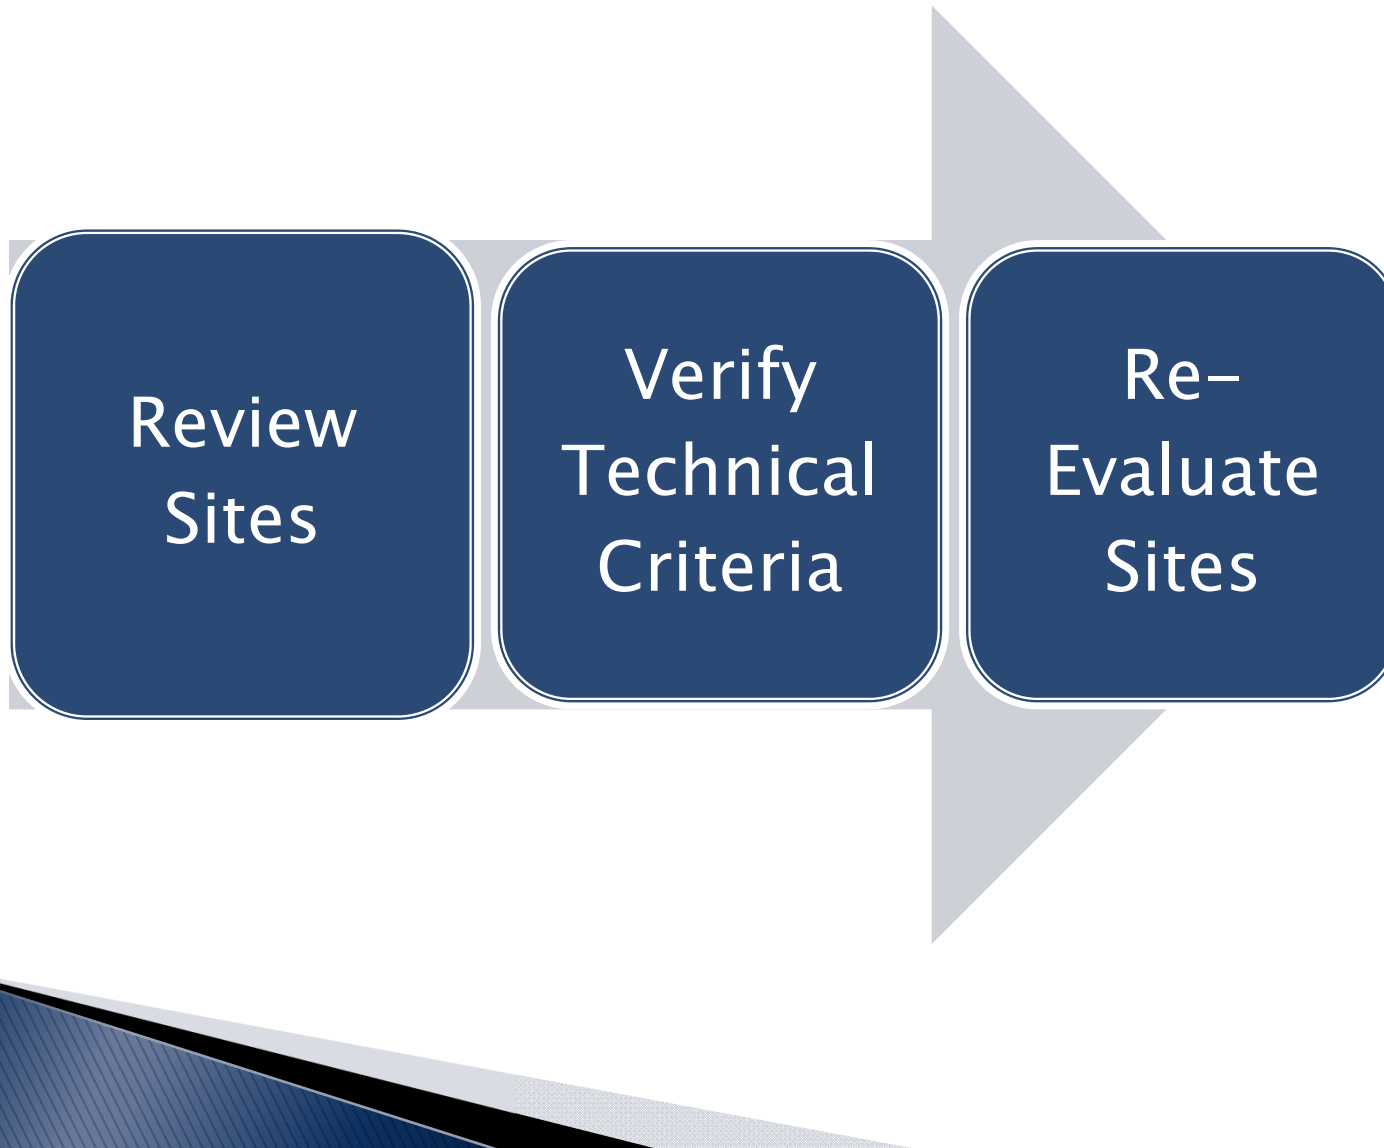 Review
Sites
Verify
Technical
Criteria
Re-
Evaluate
Sites